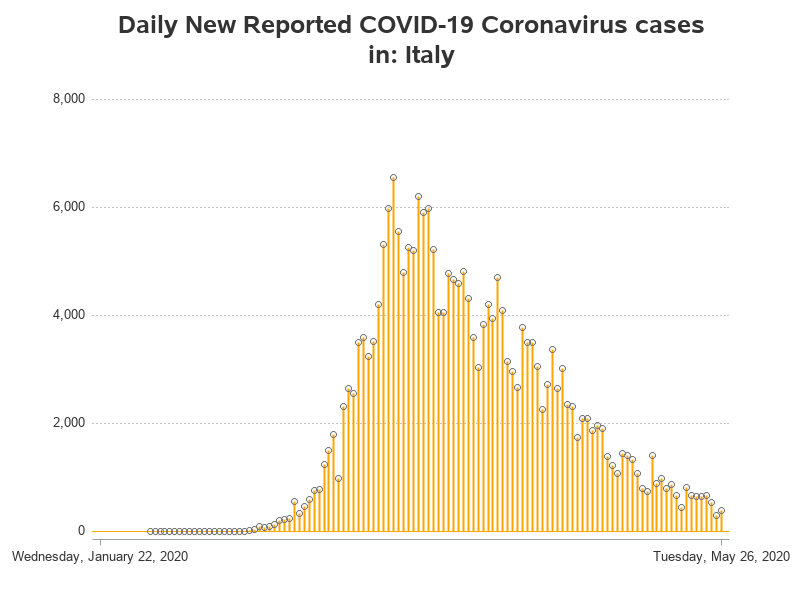 Daily New Reported COVID-19 Coronavirus cases
in: Italy
8,000
6,000
4,000
2,000
0
Wednesday, January 22, 2020
Tuesday, May 26, 2020